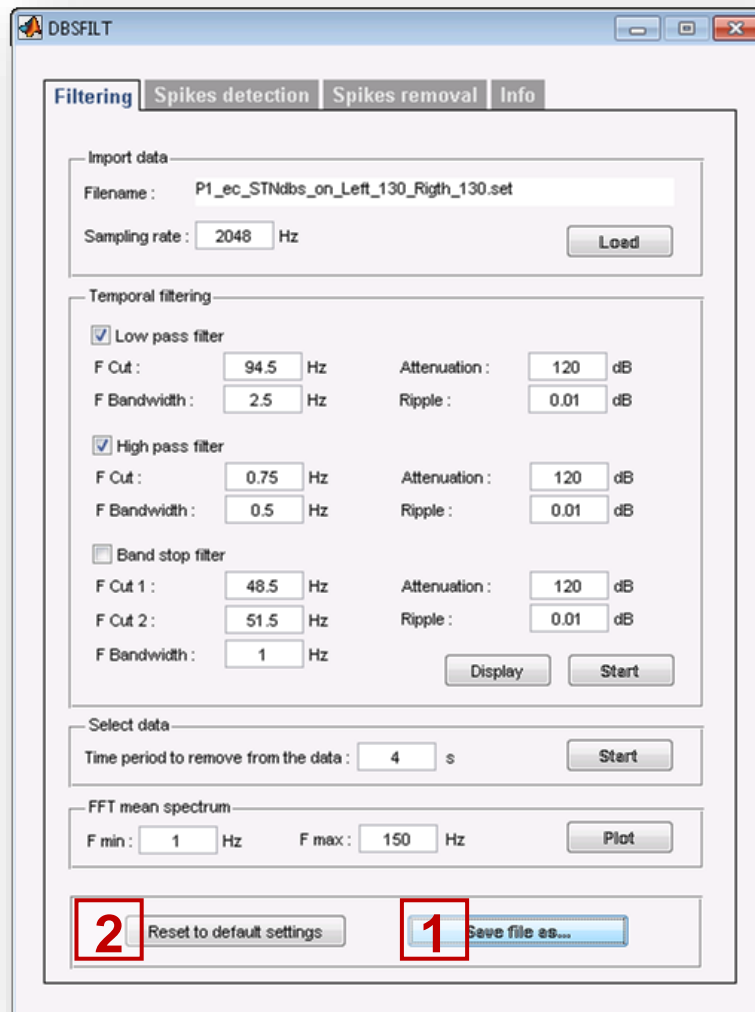 DBSFILT
Filtering Spikes detection Spikes removal Info
Import data
Filename : P1_ec_STNdbs_on_Left_130_Rigth_130.set
Sampling rate : 2048 Hz Load
Temporal filtering
Low pass filter
F Cut : 94.5 Hz Attenuation : 120 dB
F Bandwidth : 2.5 Hz Ripple : 0.01 dB
High pass filter
F Cut : 0.75 Hz Attenuation : 120 dB
F Bandwidth : 0.5 Hz Ripple : 0.01 dB
Band stop filter
F Cut 1 : 48.5 Hz Attenuation : 120 dB
F Cut 2 : 51.5 Hz Ripple : 0.01 dB
F Bandwidth : 1 Hz
Display Start
Select data
Time period to remove from the data : 4 s Start
FFT mean spectrum
F min : 1 Hz F max : 150 Hz Plot
2 Reset to default settings 1 Save file as...